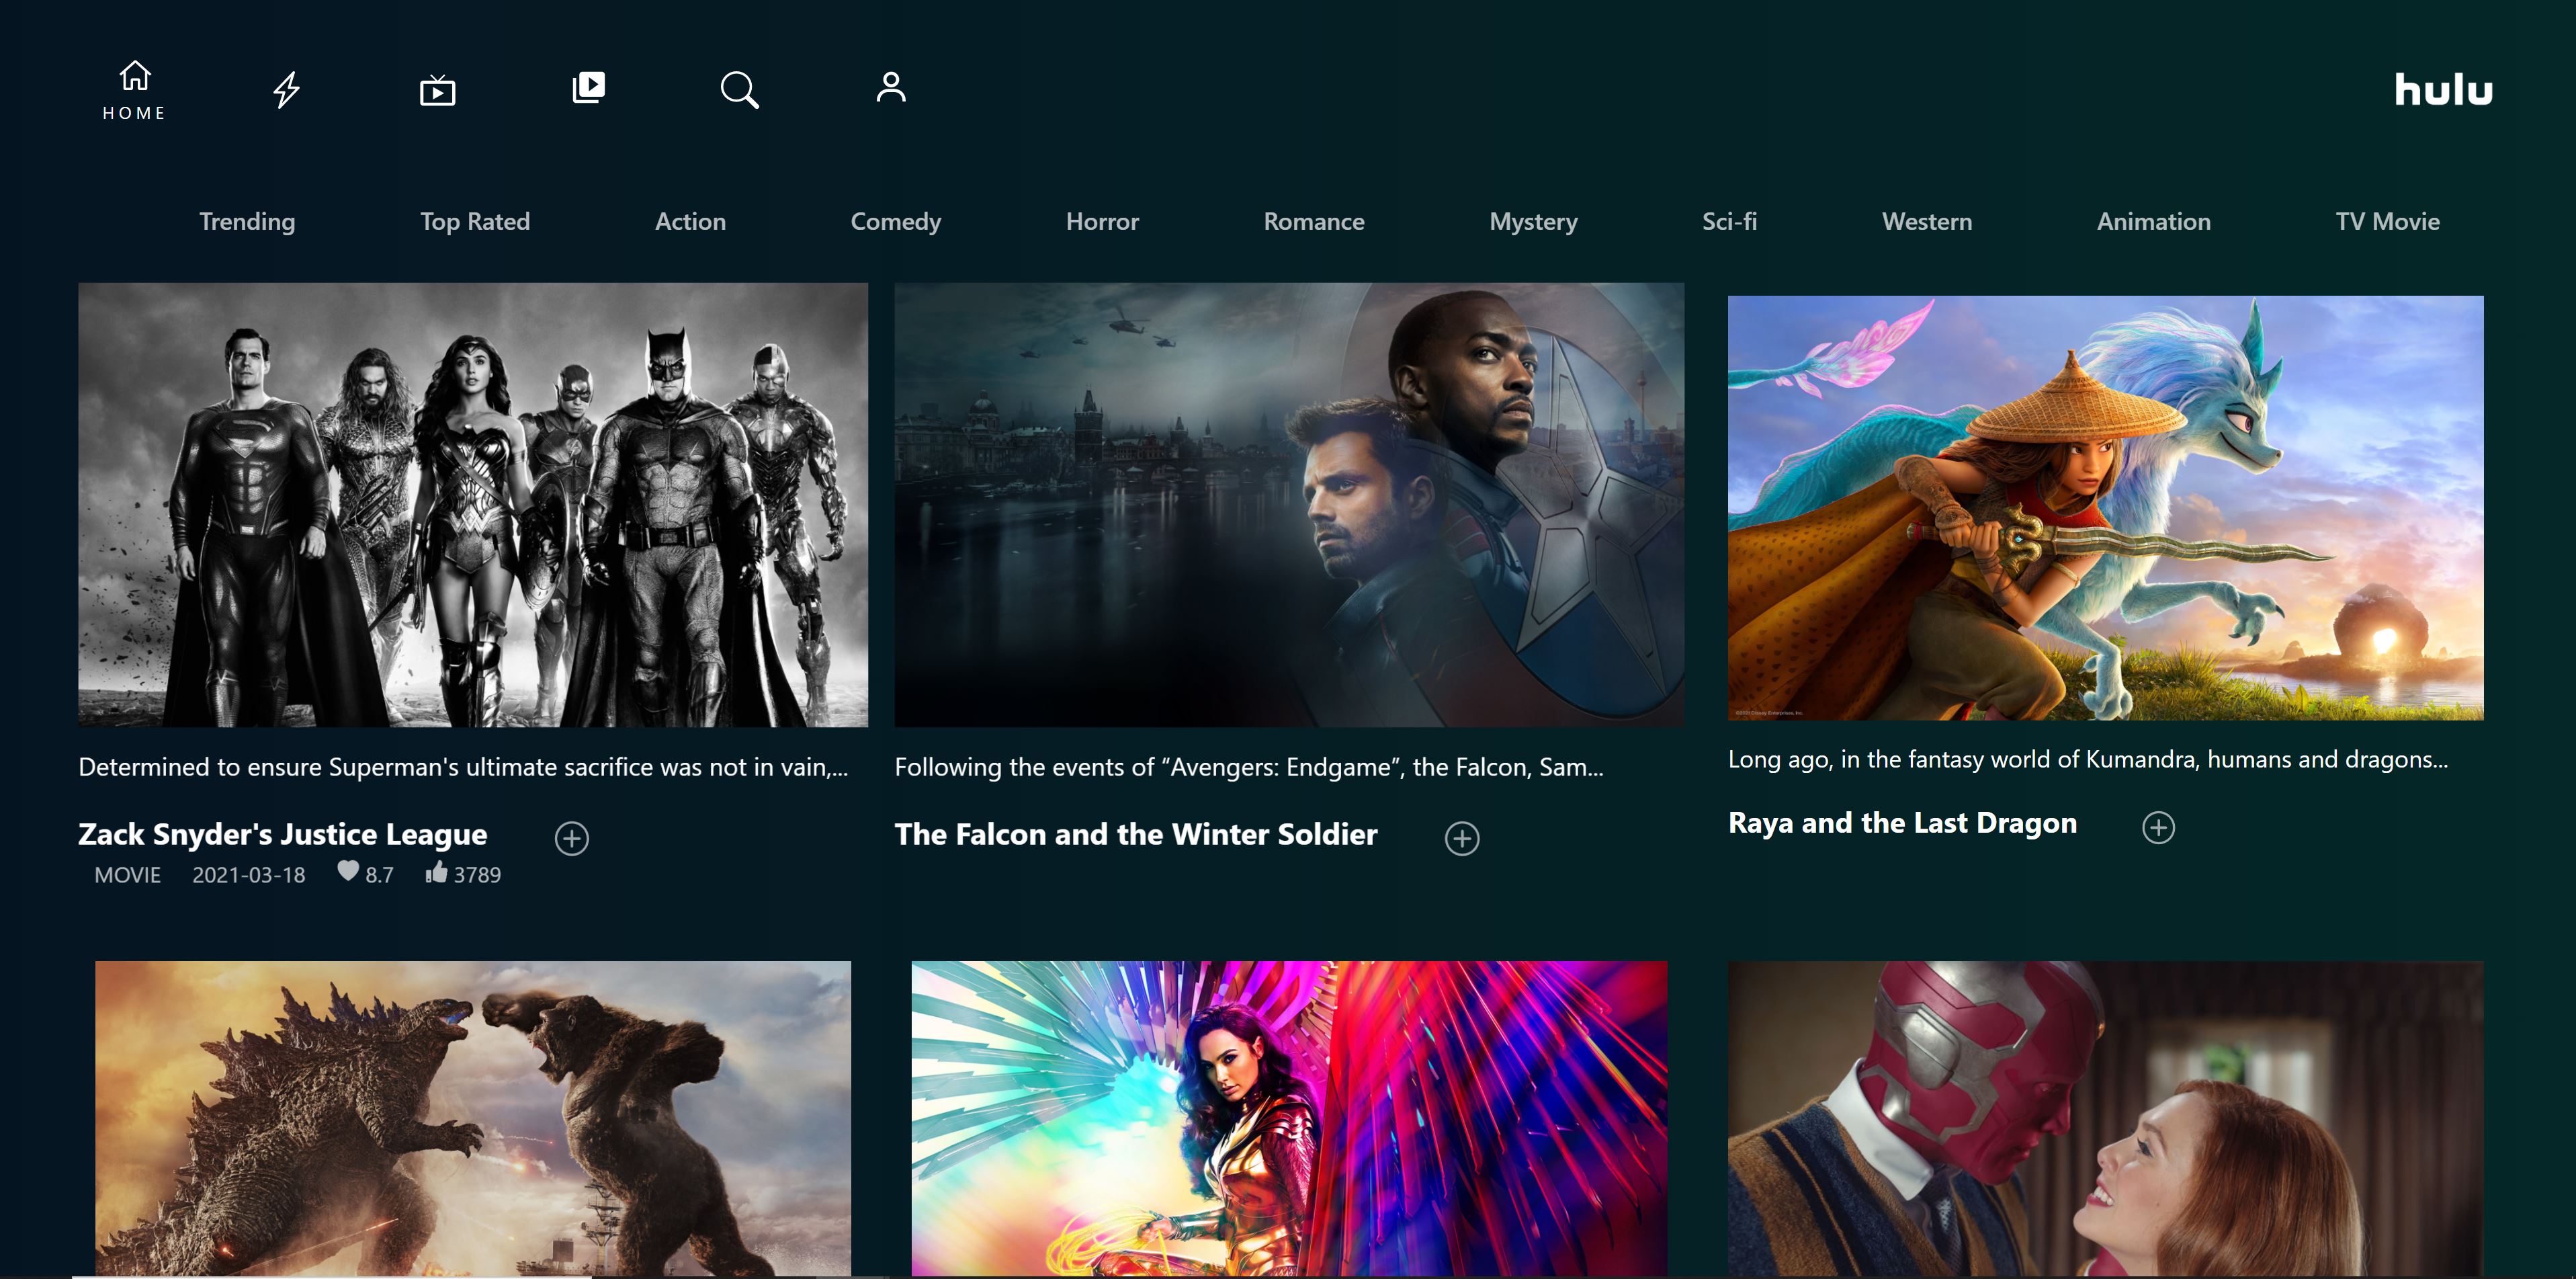 HOME
hulu
Trending Top Rated Action Comedy Horror Romance Mystery Sci-fi Western Animation TV Movie
Determined to ensure Superman's ultimate sacrifice was not in vain,...
Zack Snyder's Justice League
MOVIE 2021-03-18 8.7 3789
Following the events of “Avengers: Endgame”, the Falcon, Sam...
The Falcon and the Winter Soldier
Long ago, in the fantasy world of Kumandra, humans and dragons...
Raya and the Last Dragon